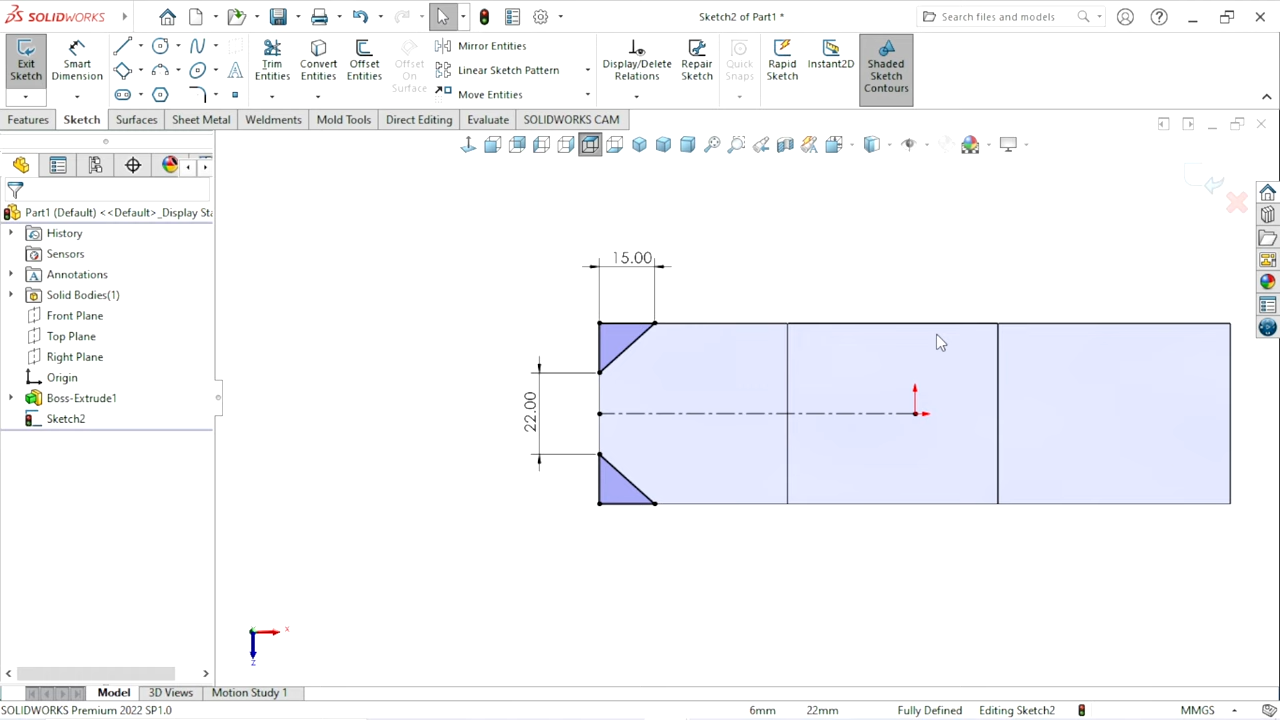 SOLIDWORKS
Sketch2 of Part1 *
Search files and models
Exit Sketch
Smart Dimension
Trim Entities
Convert Entities
Offset Entities
Offset On Surface
Mirror Entities
Linear Sketch Pattern
Move Entities
Display/Delete Relations
Repair Sketch
Quick Snaps
Rapid Sketch
Instant2D
Shaded Sketch Contours
Features Sketch Surfaces Sheet Metal Weldments Mold Tools Direct Editing Evaluate SOLIDWORKS CAM
Part1 (Default) <<Default>_Display Sta
History
Sensors
Annotations
Solid Bodies(1)
Front Plane
Top Plane
Right Plane
Origin
Boss-Extrude1
Sketch2
15.00
22.00
X
Z
Model 3D Views Motion Study 1
SOLIDWORKS Premium 2022 SP1.0 6mm 22mm Fully Defined Editing Sketch2 MMGS